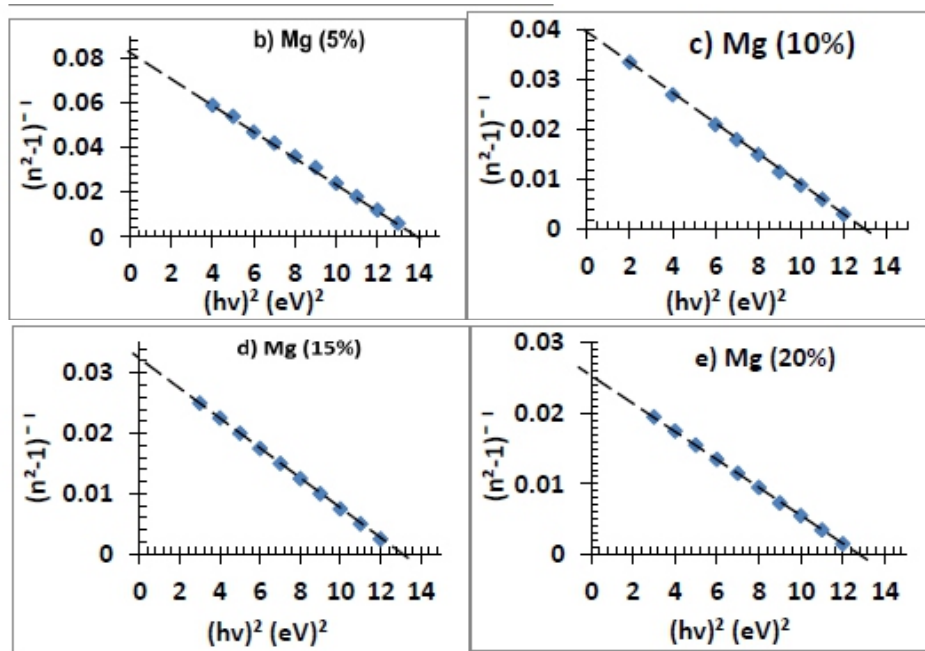 b) Mg (5%)
0.08
0.06
0.04
0.02
0
(n²-1)⁻¹
0 2 4 6 8 10 12 14
(hν)² (eV)²
c) Mg (10%)
0.04
0.03
0.02
0.01
0
(n²-1)⁻¹
0 2 4 6 8 10 12 14
(hν)² (eV)²
d) Mg (15%)
0.03
0.02
0.01
0
(n²-1)⁻¹
0 2 4 6 8 10 12 14
(hν)² (eV)²
e) Mg (20%)
0.03
0.02
0.01
0
(n²-1)⁻¹
0 2 4 6 8 10 12 14
(hν)² (eV)²